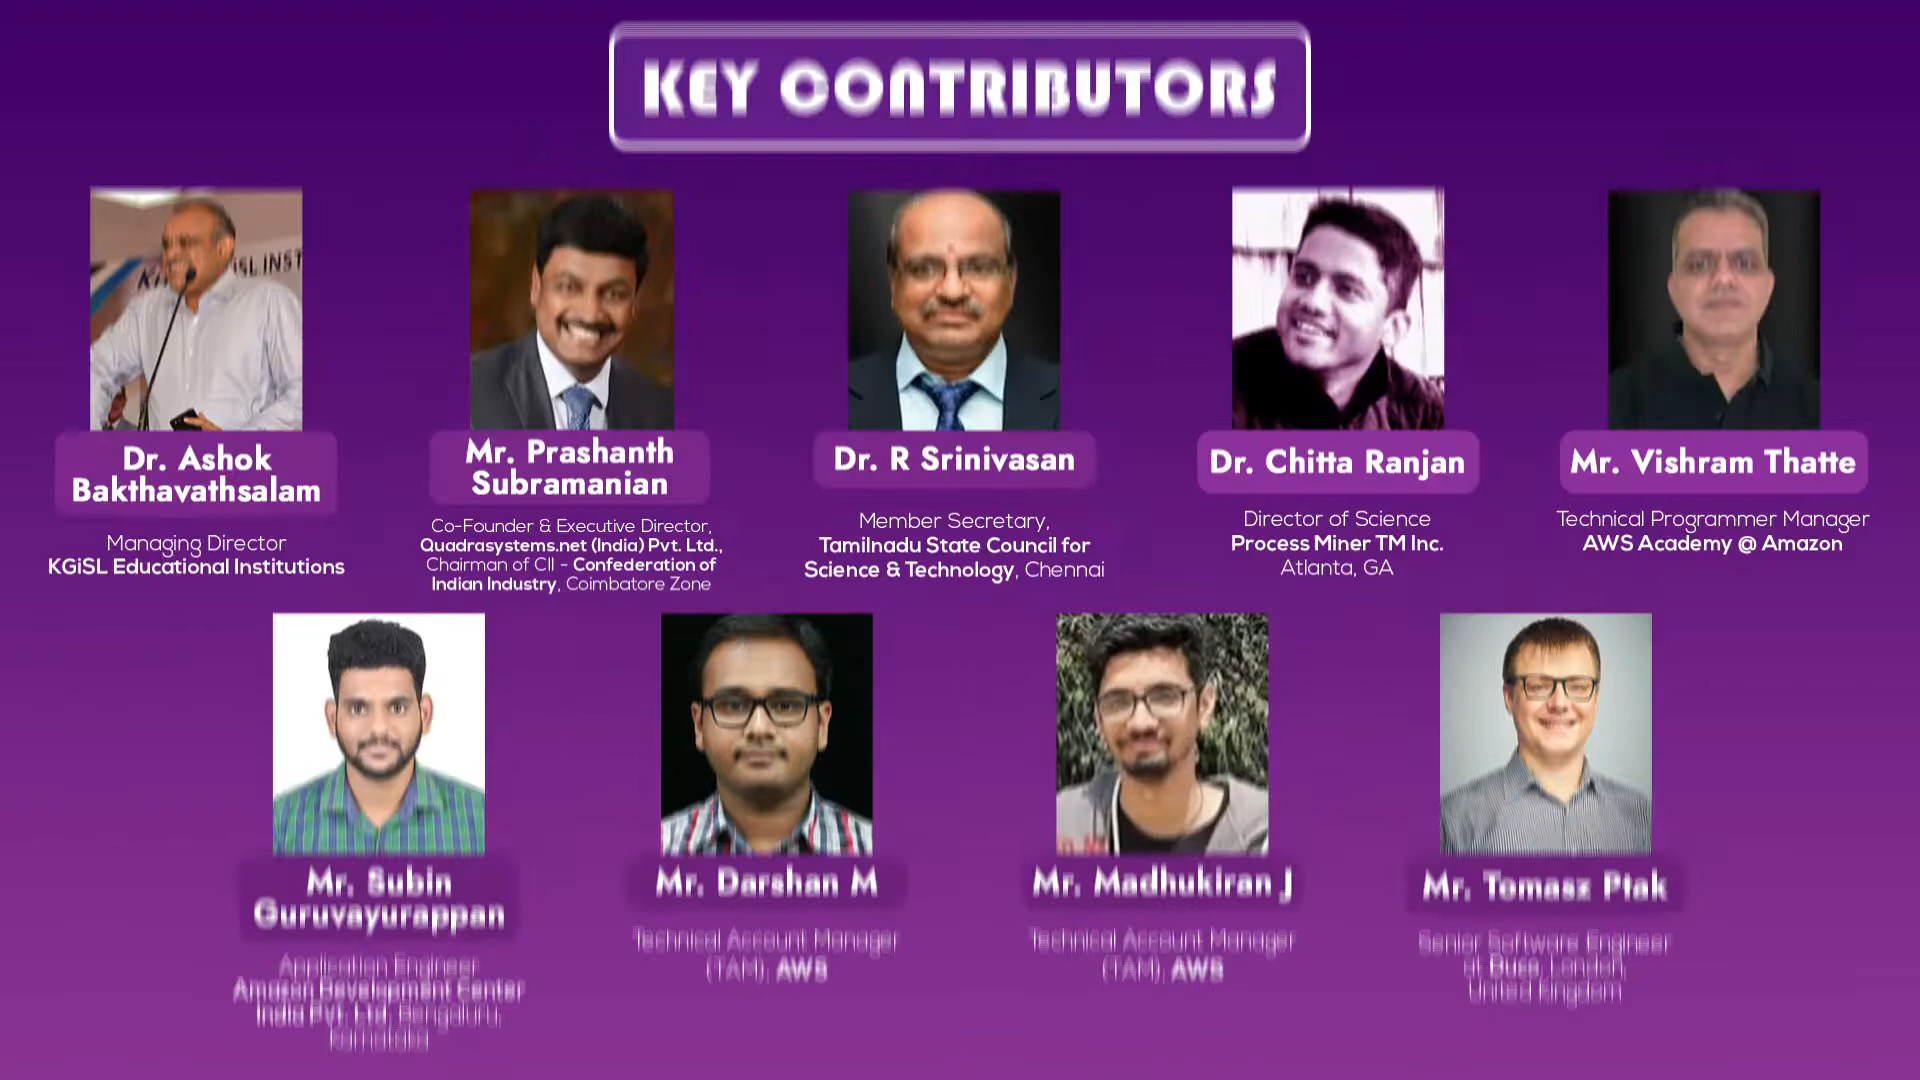 KEY CONTRIBUTORS
ISL INST
Dr. Ashok
Bakthavathsalam
Managing Director
KGiSL Educational Institutions
Mr. Prashanth
Subramanian
Co-Founder & Executive Director,
Quadrasystems.net (India) Pvt. Ltd.,
Chairman of CII - Confederation of
Indian Industry, Coimbatore Zone
Dr. R Srinivasan
Member Secretary,
Tamilnadu State Council for
Science & Technology, Chennai
Dr. Chitta Ranjan
Director of Science
Process Miner TM Inc.
Atlanta, GA
Mr. Vishram Thatte
Technical Programmer Manager
AWS Academy @ Amazon
Mr. Subin
Guruvayurappan
Application Engineer
Amazon Development Center
India Pvt. Ltd, Bengaluru,
Karnataka
Mr. Darshan M
Technical Account Manager
(TAM), AWS
Mr. Madhukiran J
Technical Account Manager
(TAM), AWS
Mr. Tomasz Ptak
Senior Software Engineer
at London,
United Kingdom